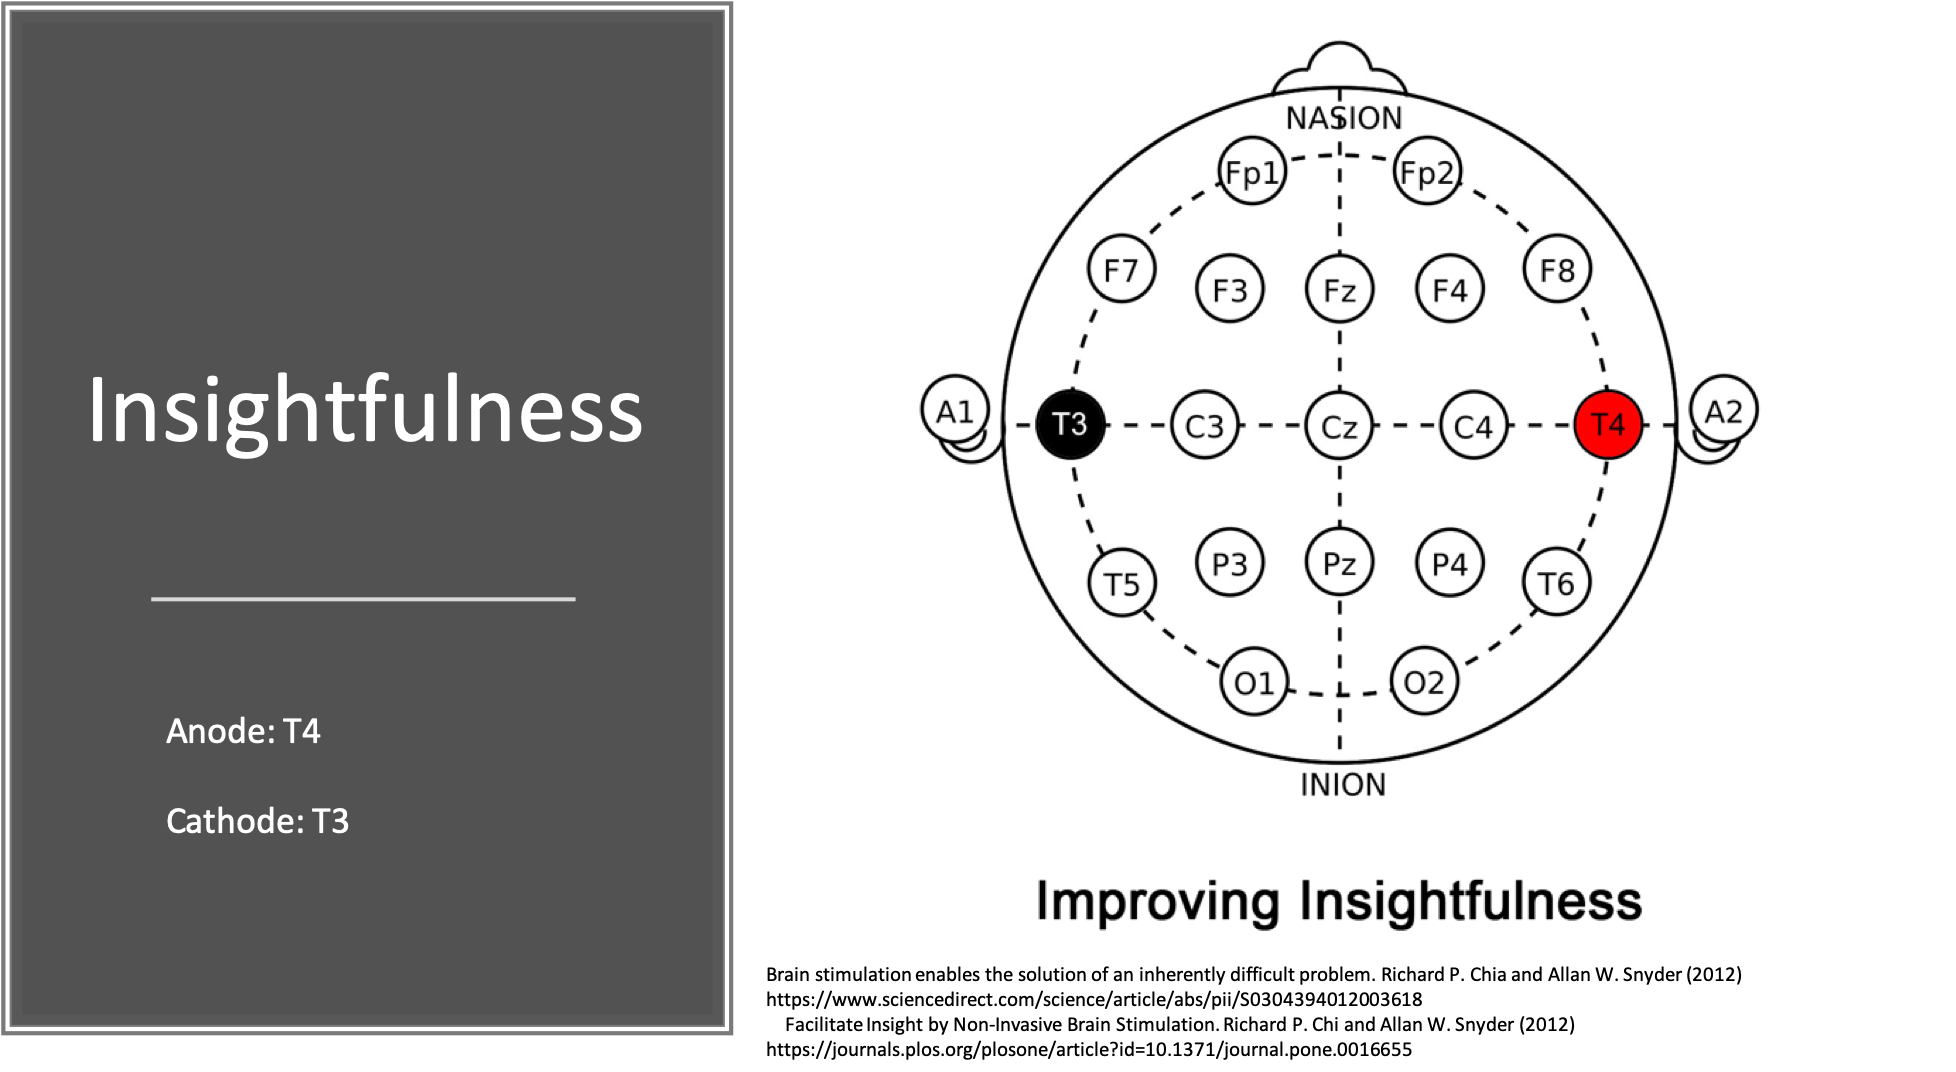 Insightfulness
Anode: T4
Cathode: T3
NASION
Fp1 Fp2
F7 F3 Fz F4 F8
A1 T3 C3 Cz C4 T4 A2
T5 P3 Pz P4 T6
O1 O2
INION
Improving Insightfulness
Brain stimulation enables the solution of an inherently difficult problem. Richard P. Chia and Allan W. Snyder (2012)
https://www.sciencedirect.com/science/article/abs/pii/S0304394012003618
Facilitate Insight by Non-Invasive Brain Stimulation. Richard P. Chi and Allan W. Snyder (2012)
https://journals.plos.org/plosone/article?id=10.1371/journal.pone.0016655